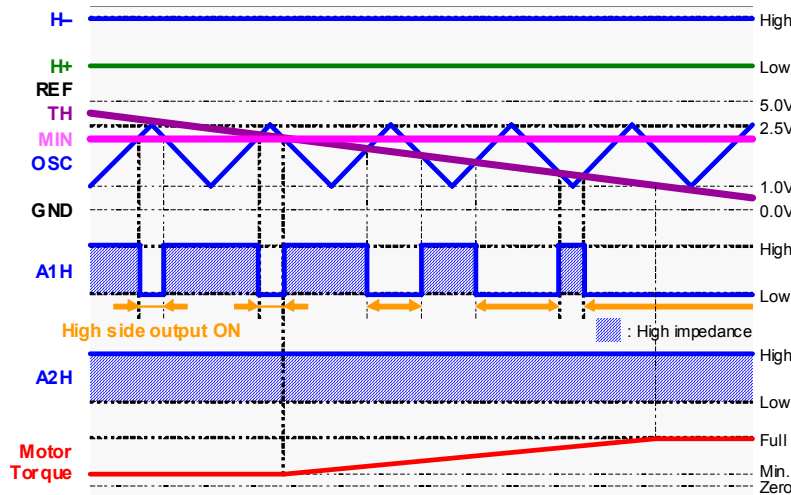 H– High
H+ Low
REF 5.0V
TH
2.5V
MIN
OSC
1.0V
GND 0.0V
High
A1H
Low
High side output ON
: High impedance
High
A2H
Low
Full
Motor
Torque
Min.
Zero